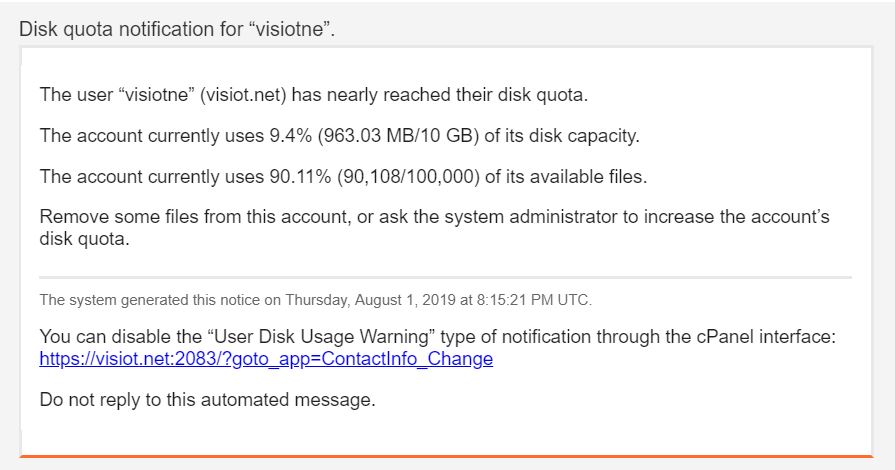 Disk quota notification for “visiotne”.
The user “visiotne” (visiot.net) has nearly reached their disk quota.
The account currently uses 9.4% (963.03 MB/10 GB) of its disk capacity.
The account currently uses 90.11% (90,108/100,000) of its available files.
Remove some files from this account, or ask the system administrator to increase the account’s
disk quota.
The system generated this notice on Thursday, August 1, 2019 at 8:15:21 PM UTC.
You can disable the “User Disk Usage Warning” type of notification through the cPanel interface:
https://visiot.net:2083/?goto_app=ContactInfo_Change
Do not reply to this automated message.